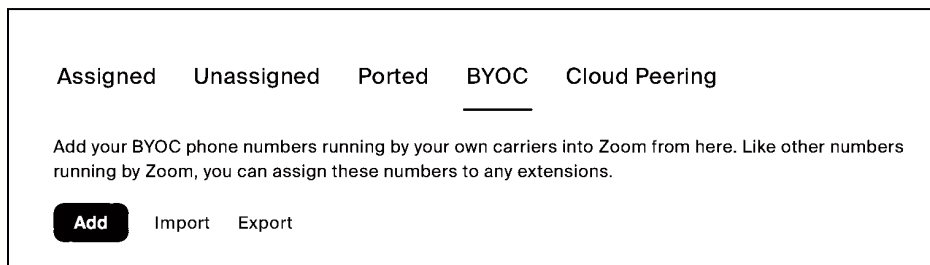 Assigned Unassigned Ported BYOC Cloud Peering
Add your BYOC phone numbers running by your own carriers into Zoom from here. Like other numbers
running by Zoom, you can assign these numbers to any extensions.
Add Import Export